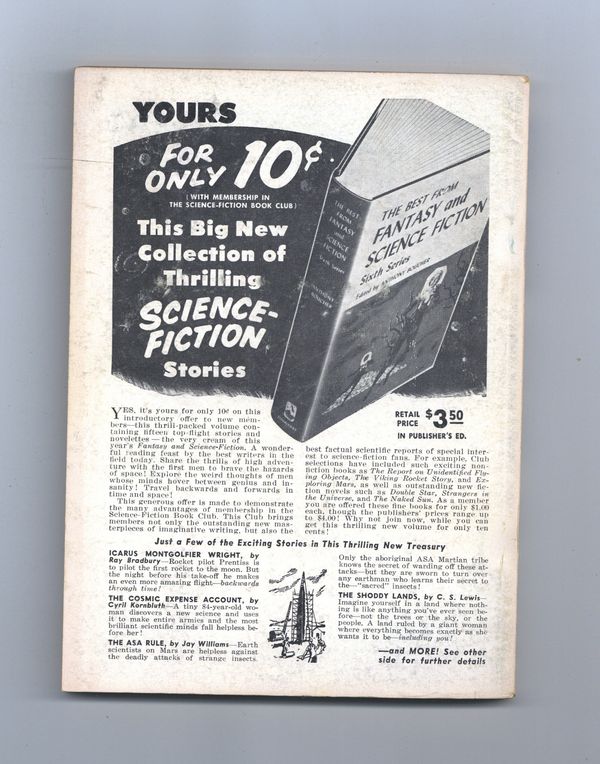 YOURS
FOR
ONLY 10¢
(WITH MEMBERSHIP IN
THE SCIENCE-FICTION BOOK CLUB)
This Big New
Collection of
Thrilling
SCIENCE-
FICTION
Stories
THE BEST FROM
FANTASY and
SCIENCE FICTION
Sixth Series
Edited by ANTHONY BOUCHER
THE BEST
FROM
FANTASY
and
SCIENCE
FICTION
Sixth Series
ANTHONY
BOUCHER
RETAIL
PRICE $3.50
IN PUBLISHER'S ED.
YES, it's yours for only 10¢ on this
introductory offer to new mem-
bers—this thrill-packed volume con-
taining fifteen top-flight stories and
novelettes — the very cream of this
year's Fantasy and Science-Fiction. A wonder-
ful reading feast by the best writers in the
field today. Share the thrills of high adven-
ture with the first men to brave the hazards
of space! Explore the weird thoughts of men
whose minds hover between genius and in-
sanity! Travel backwards and forwards in
time and space!
This generous offer is made to demonstrate
the many advantages of membership in the
Science-Fiction Book Club. This Club brings
members not only the outstanding new mas-
terpieces of imaginative writing, but also the
best factual scientific reports of special inter-
est to science-fiction fans. For example, Club
selections have included such exciting non-
fiction books as The Report on Unidentified Fly-
ing Objects, The Viking Rocket Story, and Ex-
ploring Mars, as well as outstanding new fic-
tion novels such as Double Star, Strangers in
the Universe, and The Naked Sun. As a member
you are offered these fine books for only $1.00
each, though the publishers' prices range up
to $4.00! Why not join now, while you can
get this thrilling volume for only ten
cents!
Just a Few of the Exciting Stories in This Thrilling New Treasury
ICARUS MONTGOLFIER WRIGHT, by
Ray Bradbury—Rocket pilot Prentiss is
to pilot the first rocket to the moon. But
the night before his take-off he makes
an even more amazing flight—backwards
through time!
THE COSMIC EXPENSE ACCOUNT, by
Cyril Kornbluth—A tiny 84-year-old wo-
man discovers a new science and uses
it to make entire armies and the most
brilliant scientific minds fall helpless be-
fore her!
THE ASA RULE, by Jay Williams—Earth
scientists on Mars are helpless against
the deadly attacks of strange insects.
Only the aboriginal ASA Martian tribe
knows the secret of warding off these at-
tacks—but they are sworn to turn over
any earthman who learns their secret to
the—"sacred" insects!
THE SHODDY LANDS, by C. S. Lewis—
Imagine yourself in a land where noth-
ing is like anything you've ever seen be-
fore—not the trees or the sky, or the
people. A land ruled by a giant woman
where everything becomes exactly as she
wants it to be—including you!
—and MORE! See other
side for further details